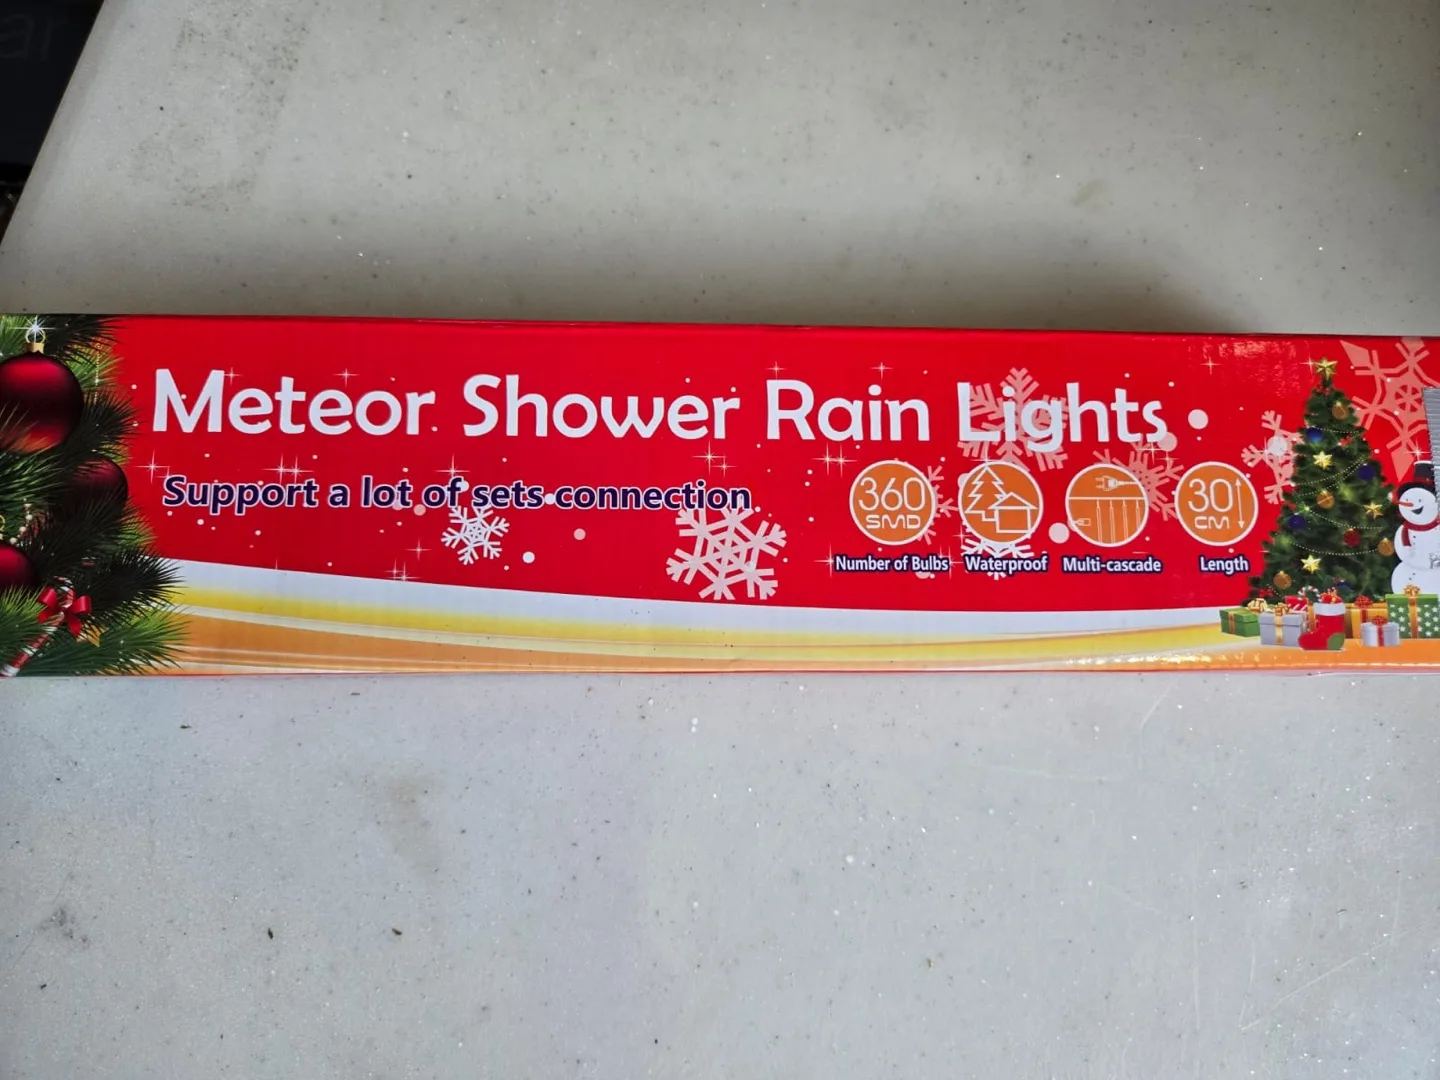 Meteor Shower Rain Lights
Support a lot of sets connection
360
SMD
30
CM
Number of Bulbs
Waterproof
Multi-cascade
Length